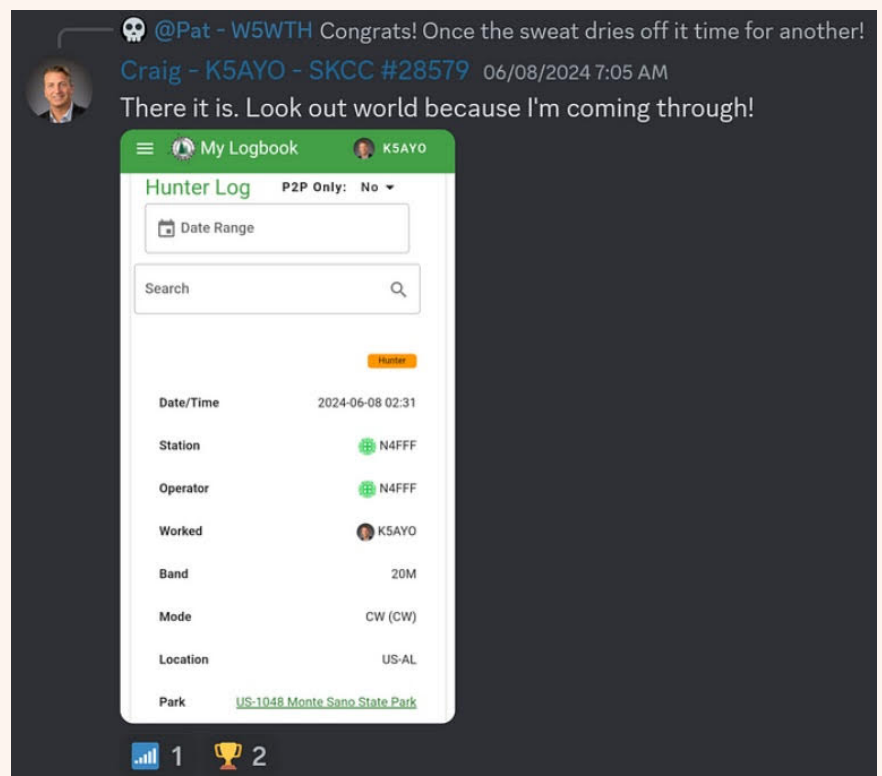 @Pat - W5WTH Congrats! Once the sweat dries off it time for another!
Craig - K5AYO - SKCC #28579 06/08/2024 7:05 AM
There it is. Look out world because I'm coming through!
My Logbook K5AYO
Hunter Log P2P Only: No
Date Range
Search
Hunter
Date/Time 2024-06-08 02:31
Station N4FFF
Operator N4FFF
Worked K5AYO
Band 20M
Mode CW (CW)
Location US-AL
Park US-1048 Monte Sano State Park
1 2